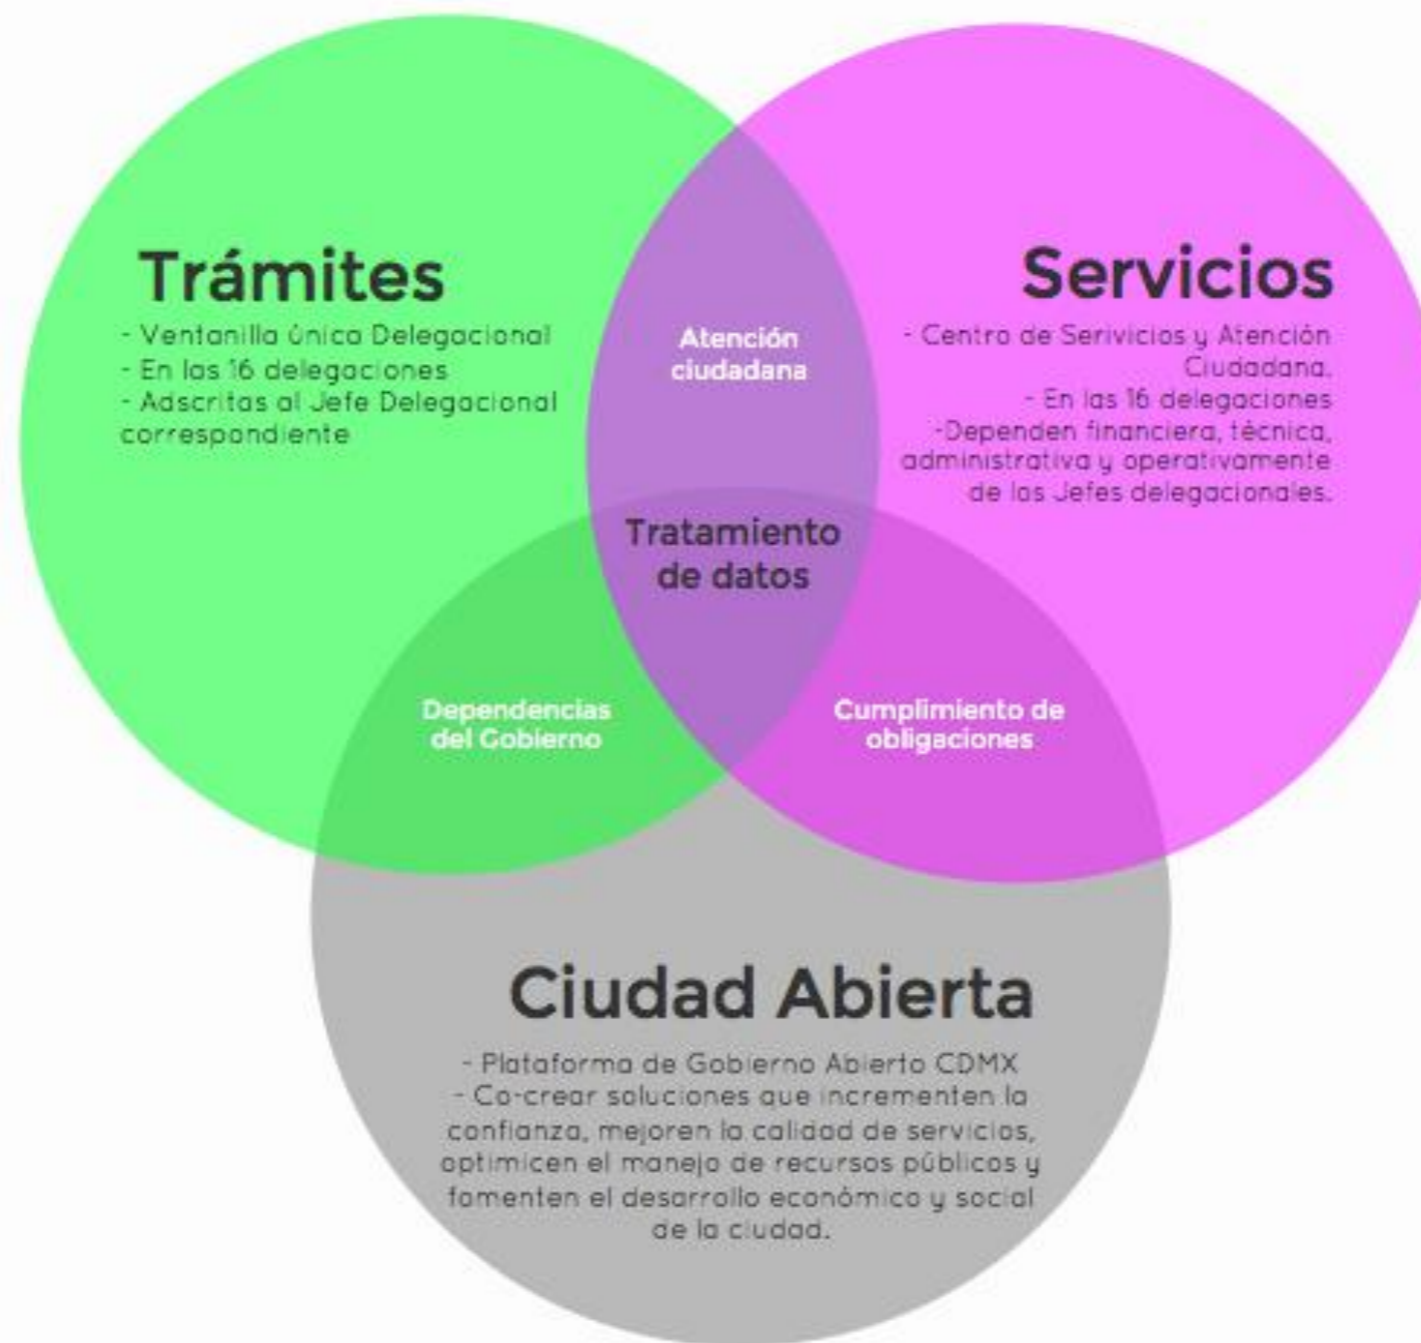 Trámites
- Ventanilla única Delegacional
- En las 16 delegaciones
- Adscritas al Jefe Delegacional
correspondiente
Atención
ciudadana
Servicios
- Centro de Serivicios y Atención
Ciudadana.
- En las 16 delegaciones
-Dependen financiera, técnica,
administrativa y operativamente
de los Jefes delegacionales.
Tratamiento
de datos
Dependencias
del Gobierno
Cumplimiento de
obligaciones
Ciudad Abierta
- Plataforma de Gobierno Abierto CDMX
- Co-crear soluciones que incrementen la
confianza, mejoren la calidad de servicios,
optimicen el manejo de recursos públicos y
fomenten el desarrollo económico y social
de la ciudad.